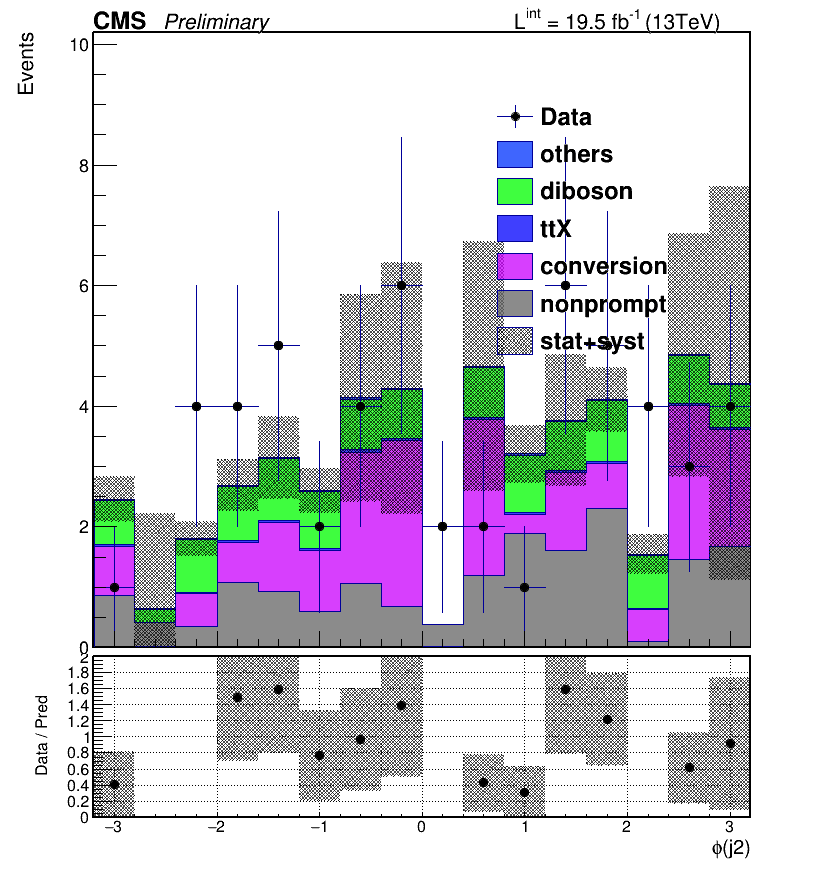 CMS Preliminary L^int = 19.5 fb^-1 (13TeV)
Events
10
8
6
4
2
0
Data
others
diboson
ttX
conversion
nonprompt
stat+syst
Data / Pred
2
1.8
1.6
1.4
1.2
1
0.8
0.6
0.4
0.2
0
−3 −2 −1 0 1 2 3
ϕ(j2)